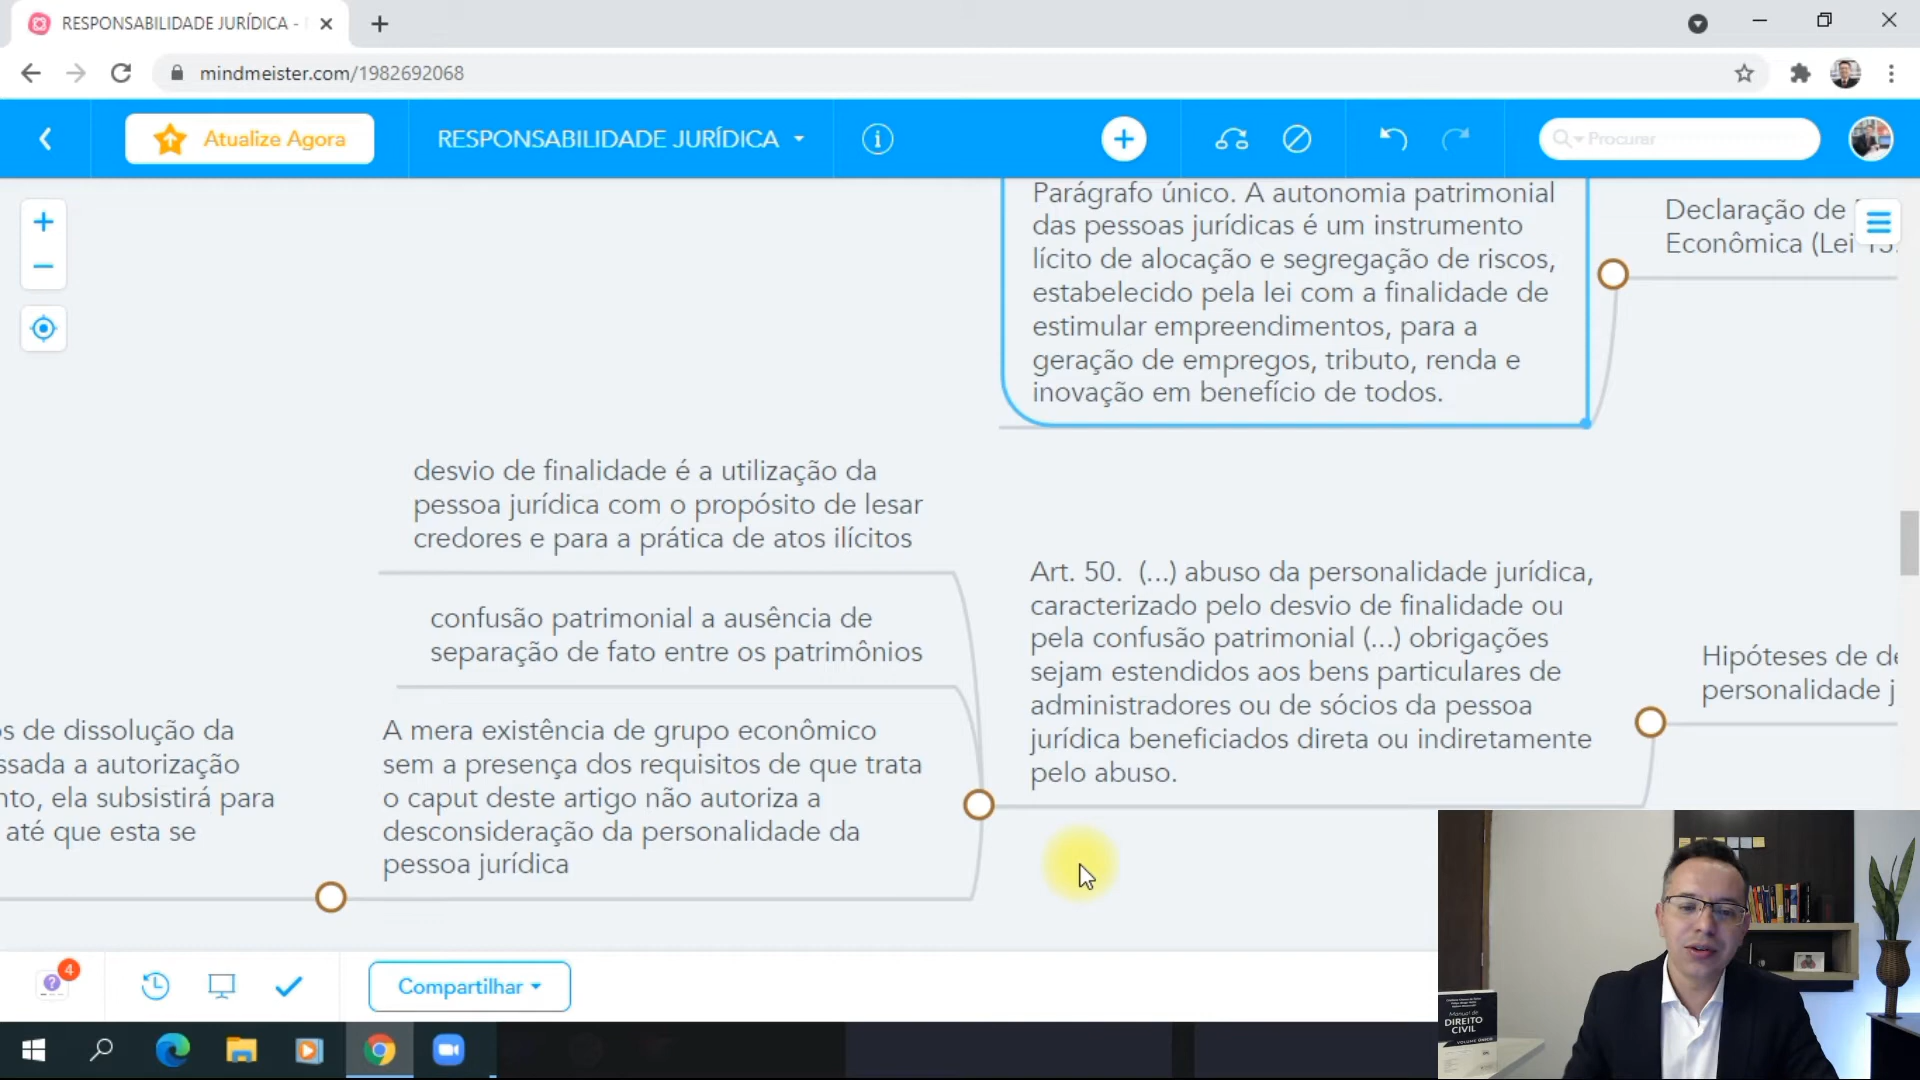 RESPONSABILIDADE JURÍDICA -
mindmeister.com/1982692068
Atualize Agora
RESPONSABILIDADE JURÍDICA
Procurar
Parágrafo único. A autonomia patrimonial
das pessoas jurídicas é um instrumento
lícito de alocação e segregação de riscos,
estabelecido pela lei com a finalidade de
estimular empreendimentos, para a
geração de empregos, tributo, renda e
inovação em benefício de todos.
Declaração de
Econômica (Lei 13.
desvio de finalidade é a utilização da
pessoa jurídica com o propósito de lesar
credores e para a prática de atos ilícitos
confusão patrimonial a ausência de
separação de fato entre os patrimônios
Art. 50. (...) abuso da personalidade jurídica,
caracterizado pelo desvio de finalidade ou
pela confusão patrimonial (...) obrigações
sejam estendidos aos bens particulares de
administradores ou de sócios da pessoa
jurídica beneficiados direta ou indiretamente
pelo abuso.
Hipóteses de de
personalidade j
s de dissolução da
ssada a autorização
nto, ela subsistirá para
até que esta se
A mera existência de grupo econômico
sem a presença dos requisitos de que trata
o caput deste artigo não autoriza a
desconsideração da personalidade da
pessoa jurídica
4
Compartilhar
Manual de
DIREITO
CIVIL
VOLUME ÚNICO